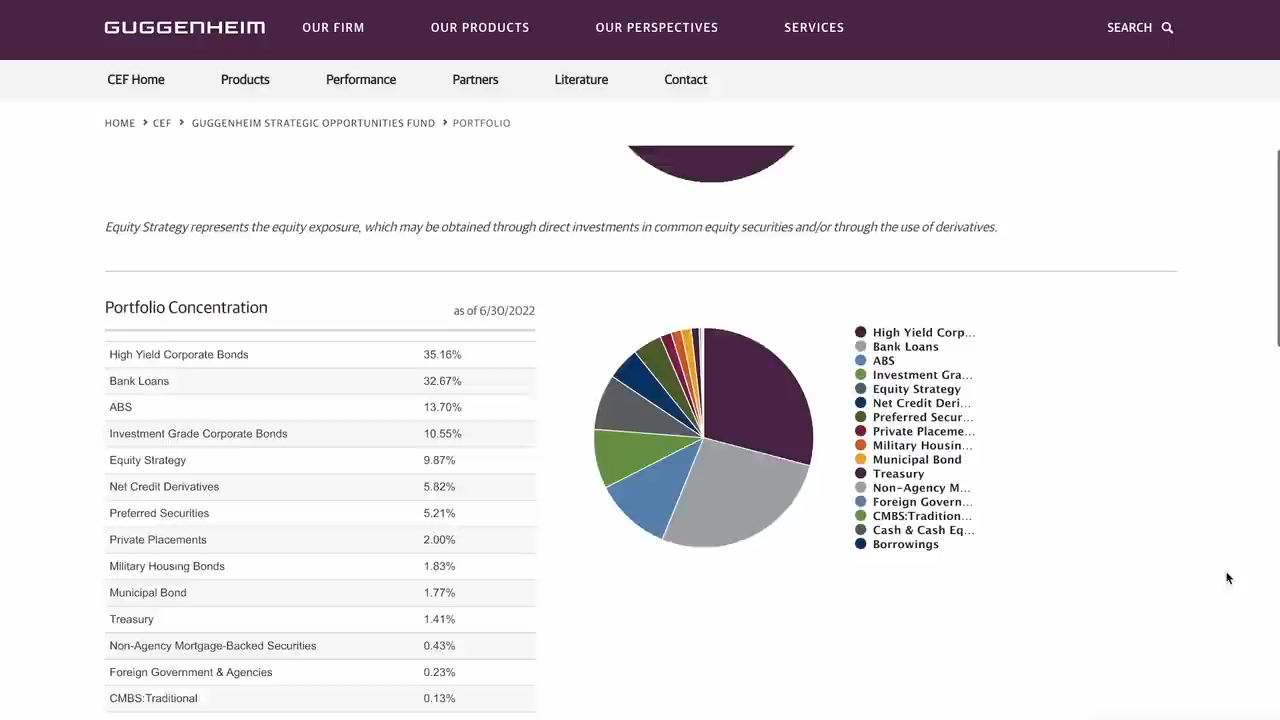 GUGGENHEIM OUR FIRM OUR PRODUCTS OUR PERSPECTIVES SERVICES SEARCH
CEF Home Products Performance Partners Literature Contact
HOME > CEF > GUGGENHEIM STRATEGIC OPPORTUNITIES FUND > PORTFOLIO
Equity Strategy represents the equity exposure, which may be obtained through direct investments in common equity securities and/or through the use of derivatives.
Portfolio Concentration as of 6/30/2022
High Yield Corporate Bonds 35.16%
Bank Loans 32.67%
ABS 13.70%
Investment Grade Corporate Bonds 10.55%
Equity Strategy 9.87%
Net Credit Derivatives 5.82%
Preferred Securities 5.21%
Private Placements 2.00%
Military Housing Bonds 1.83%
Municipal Bond 1.77%
Treasury 1.41%
Non-Agency Mortgage-Backed Securities 0.43%
Foreign Government & Agencies 0.23%
CMBS:Traditional 0.13%
High Yield Corp...
Bank Loans
ABS
Investment Gra...
Equity Strategy
Net Credit Deri...
Preferred Secur...
Private Placeme...
Military Housin...
Municipal Bond
Treasury
Non-Agency M...
Foreign Govern...
CMBS:Tradition...
Cash & Cash Eq...
Borrowings